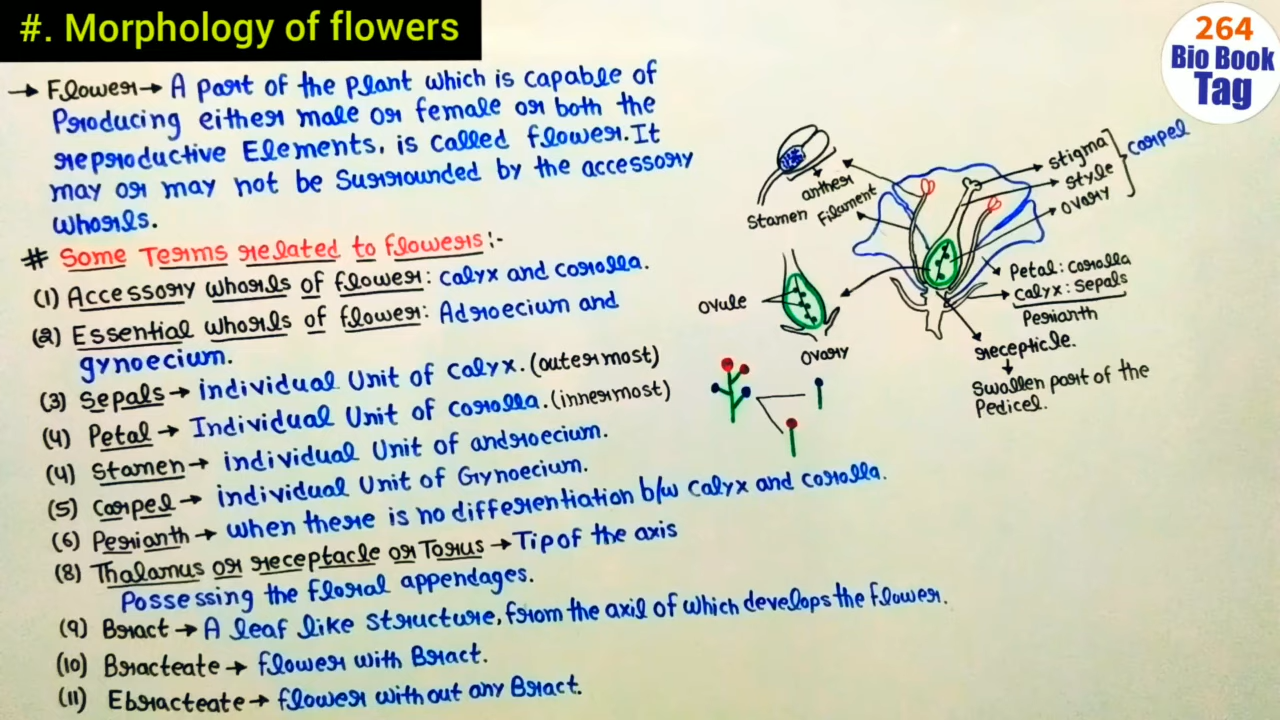 #. Morphology of flowers
264
Bio Book
Tag
→ Flower → A part of the plant which is capable of
Producing either male or female or both the
reproductive Elements, is called flower. It
may or may not be Surrounded by the accessory
whorls.
# Some Terms related to flowers :-
(1) Accessory whorls of flower: calyx and corolla.
(2) Essential whorls of flower: Adroecium and
gynoecium.
(3) Sepals → individual Unit of calyx. (outermost)
(4) Petal → Individual Unit of corolla. (innermost)
(4) Stamen → individual Unit of androecium.
(5) Carpel → individual Unit of Gynoecium.
(6) Perianth → when there is no differentiation b/w calyx and corolla.
(8) Thalamus or receptacle or Torus → Tip of the axis
Possessing the floral appendages.
(9) Bract → A leaf like structure, from the axil of which develops the flower.
(10) Bracteate → flower with Bract.
(11) Ebracteate → flower without any Bract.
anther
Stamen
Filament
stigma
style
ovary
Carpel
Petal: corolla
Calyx: Sepals
Perianth
recepticle.
↓
Swallen part of the
Pedicel.
ovule
ovary